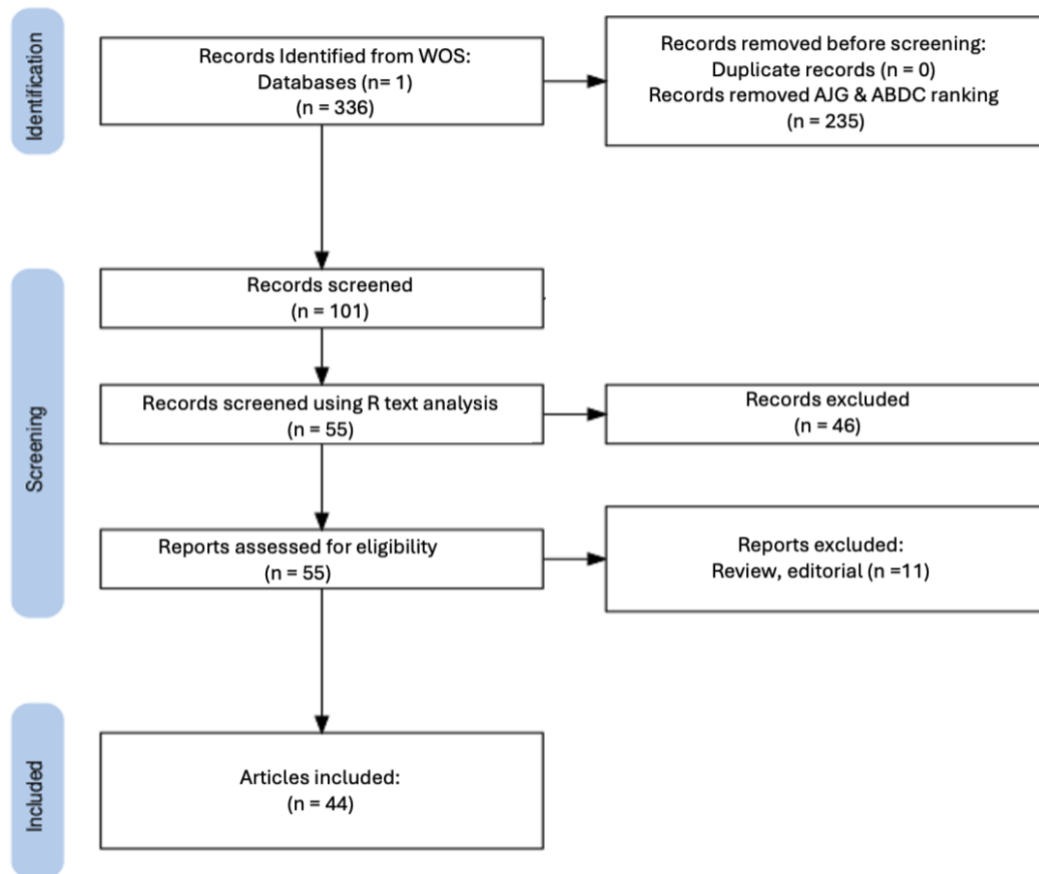 Identification
Records Identified from WOS:
Databases (n= 1)
(n = 336)
Records removed before screening:
Duplicate records (n = 0)
Records removed AJG & ABDC ranking
(n = 235)
Screening
Records screened
(n = 101)
Records screened using R text analysis
(n = 55)
Records excluded
(n = 46)
Reports assessed for eligibility
(n = 55)
Reports excluded:
Review, editorial (n =11)
Included
Articles included:
(n = 44)